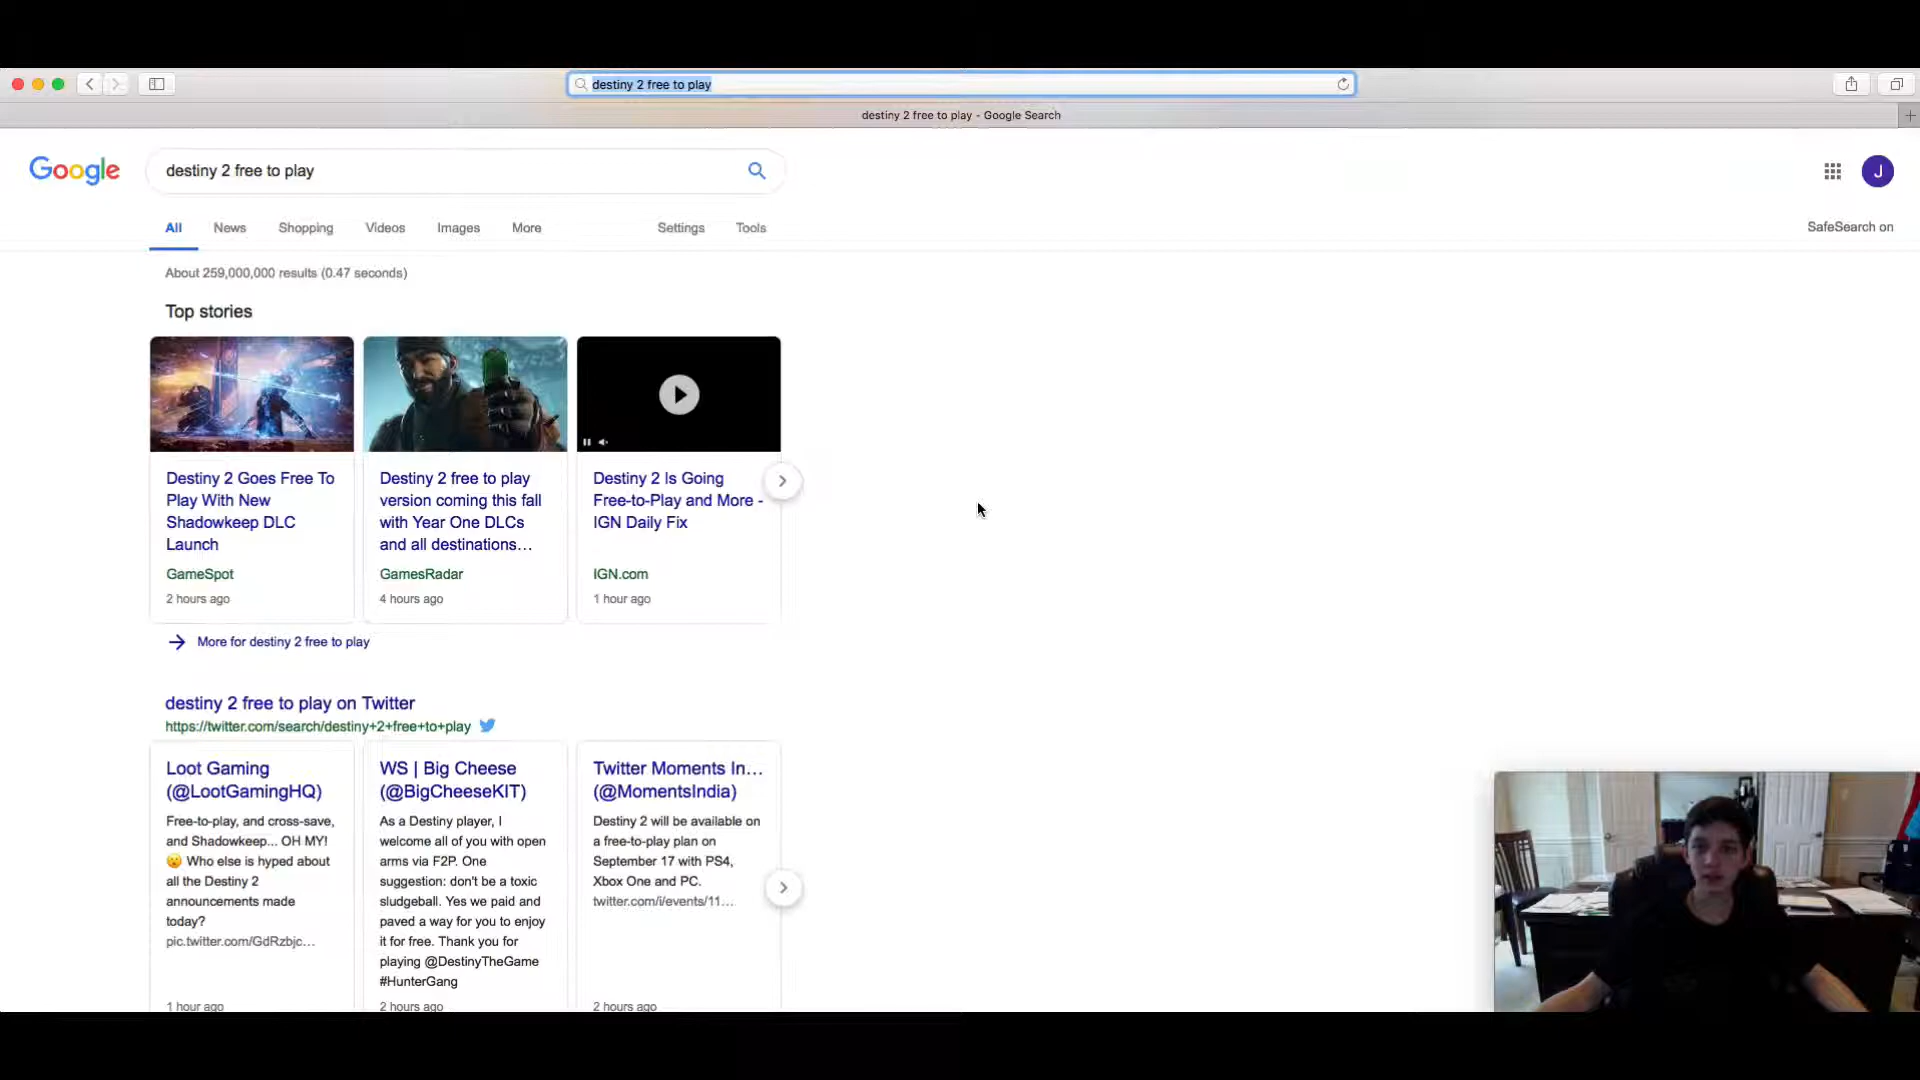 destiny 2 free to play
destiny 2 free to play - Google Search
Google
destiny 2 free to play
J
All News Shopping Videos Images More Settings Tools
SafeSearch on
About 259,000,000 results (0.47 seconds)
Top stories
Destiny 2 Goes Free To
Play With New
Shadowkeep DLC
Launch
GameSpot
2 hours ago
Destiny 2 free to play
version coming this fall
with Year One DLCs
and all destinations...
GamesRadar
4 hours ago
Destiny 2 Is Going
Free-to-Play and More -
IGN Daily Fix
IGN.com
1 hour ago
More for destiny 2 free to play
destiny 2 free to play on Twitter
https://twitter.com/search/destiny+2+free+to+play
Loot Gaming
(@LootGamingHQ)
Free-to-play, and cross-save,
and Shadowkeep... OH MY!
😮 Who else is hyped about
all the Destiny 2
announcements made
today?
pic.twitter.com/GdRzbjc...
1 hour ago
WS | Big Cheese
(@BigCheeseKIT)
As a Destiny player, I
welcome all of you with open
arms via F2P. One
suggestion: don't be a toxic
sludgeball. Yes we paid and
paved a way for you to enjoy
it for free. Thank you for
playing @DestinyTheGame
#HunterGang
2 hours ago
Twitter Moments In...
(@MomentsIndia)
Destiny 2 will be available on
a free-to-play plan on
September 17 with PS4,
Xbox One and PC.
twitter.com/i/events/11...
2 hours ago